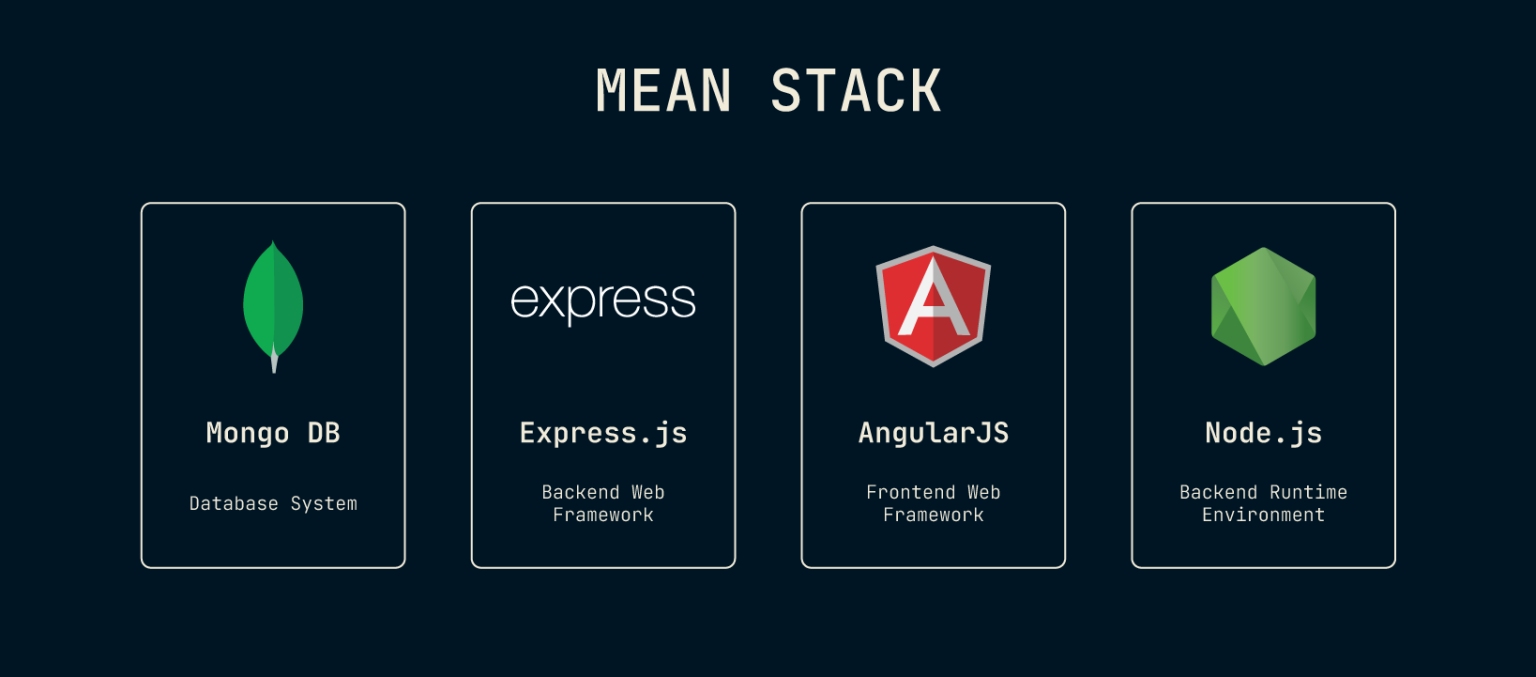 MEAN STACK
express
Mongo DB
Express.js
AngularJS
Node.js
Database System
Backend Web
Framework
Frontend Web
Framework
Backend Runtime
Environment